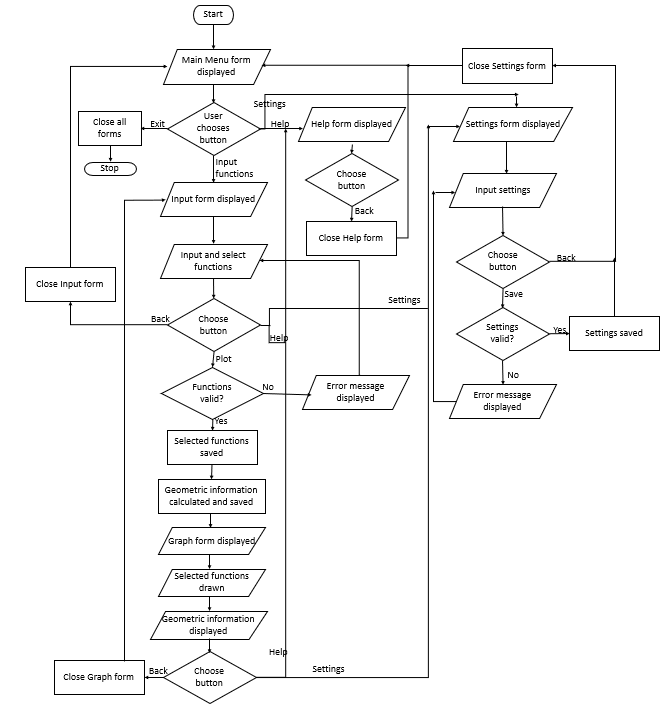 Start
Main Menu form
displayed
Close Settings form
Settings
Close all
forms
Exit
User
chooses
button
Help
Help form displayed
Settings form displayed
Stop
Input
functions
Choose
button
Input settings
Input form displayed
Back
Close Help form
Input and select
functions
Choose
button
Back
Close Input form
Save
Settings
Back
Choose
button
Help
Settings
valid?
Yes
Settings saved
Plot
No
Functions
valid?
No
Error message
displayed
Error message
displayed
Yes
Selected functions
saved
Geometric information
calculated and saved
Graph form displayed
Selected functions
drawn
Geometric information
displayed
Help
Close Graph form
Back
Choose
button
Settings